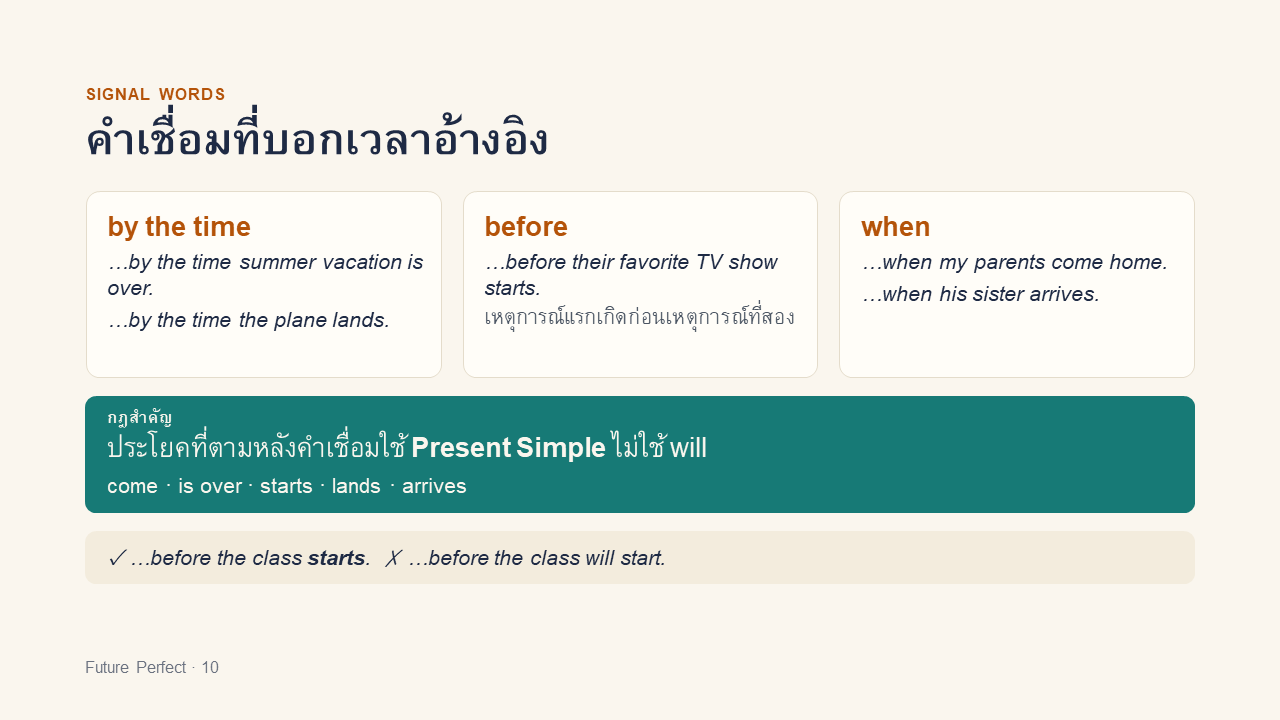 SIGNAL WORDS
คำเชื่อมที่บอกเวลาอ้างอิง
by the time
…by the time summer vacation is
over.
…by the time the plane lands.
before
…before their favorite TV show
starts.
เหตุการณ์แรกเกิดก่อนเหตุการณ์ที่สอง
when
…when my parents come home.
…when his sister arrives.
กฎสำคัญ
ประโยคที่ตามหลังคำเชื่อมใช้ Present Simple ไม่ใช้ will
come · is over · starts · lands · arrives
✓ …before the class starts. ✗ …before the class will start.
Future Perfect · 10